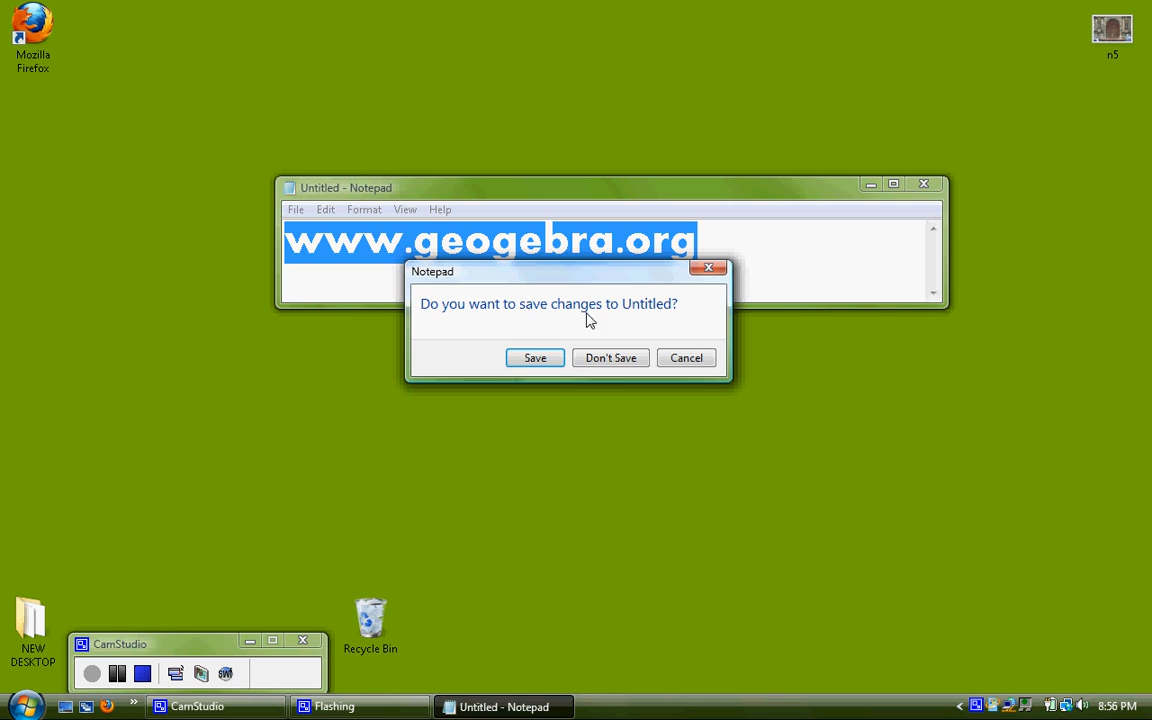 Mozilla
Firefox
n5
Untitled - Notepad
File Edit Format View Help
www.geogebra.org
Notepad
Do you want to save changes to Untitled?
Save Don't Save Cancel
NEW
DESKTOP
CamStudio
SWF
Recycle Bin
CamStudio Flashing Untitled - Notepad 8:56 PM